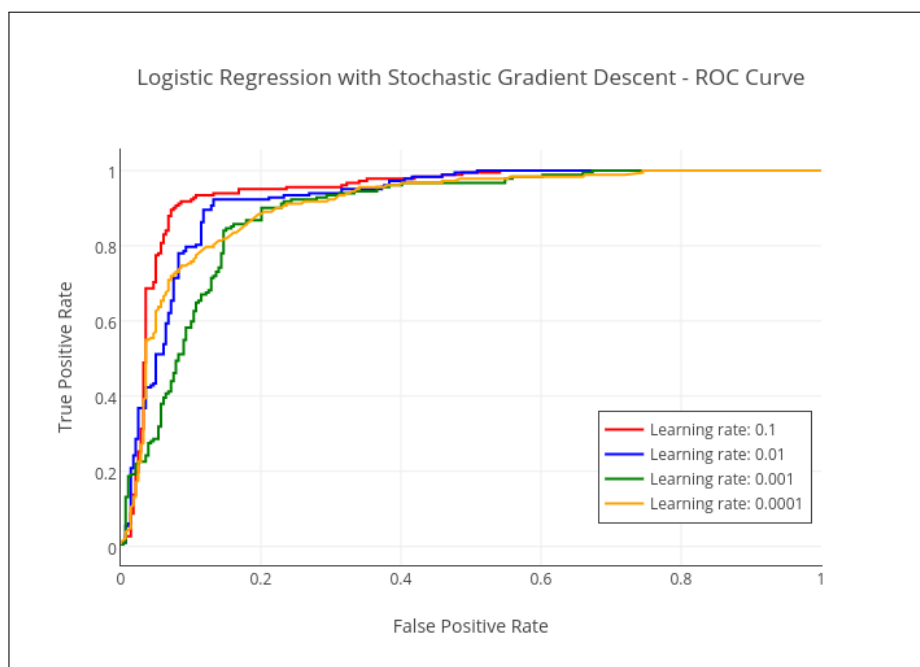 Logistic Regression with Stochastic Gradient Descent - ROC Curve
1
0.8
0.6
0.4
0.2
0
True Positive Rate
Learning rate: 0.1
Learning rate: 0.01
Learning rate: 0.001
Learning rate: 0.0001
0 0.2 0.4 0.6 0.8 1
False Positive Rate